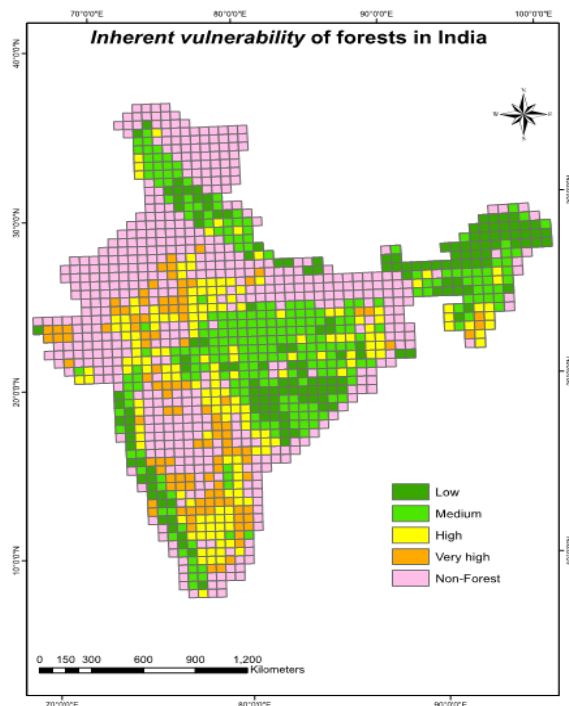 70°0'0"E 80°0'0"E 90°0'0"E 100°0'0"E
Inherent vulnerability of forests in India
40°0'0"N
N
W
S
30°0'0"N
20°0'0"N
10°0'0"N
Low
Medium
High
Very high
Non-Forest
0 150 300 600 900 1,200
Kilometers
70°0'0"E 80°0'0"E 90°0'0"E